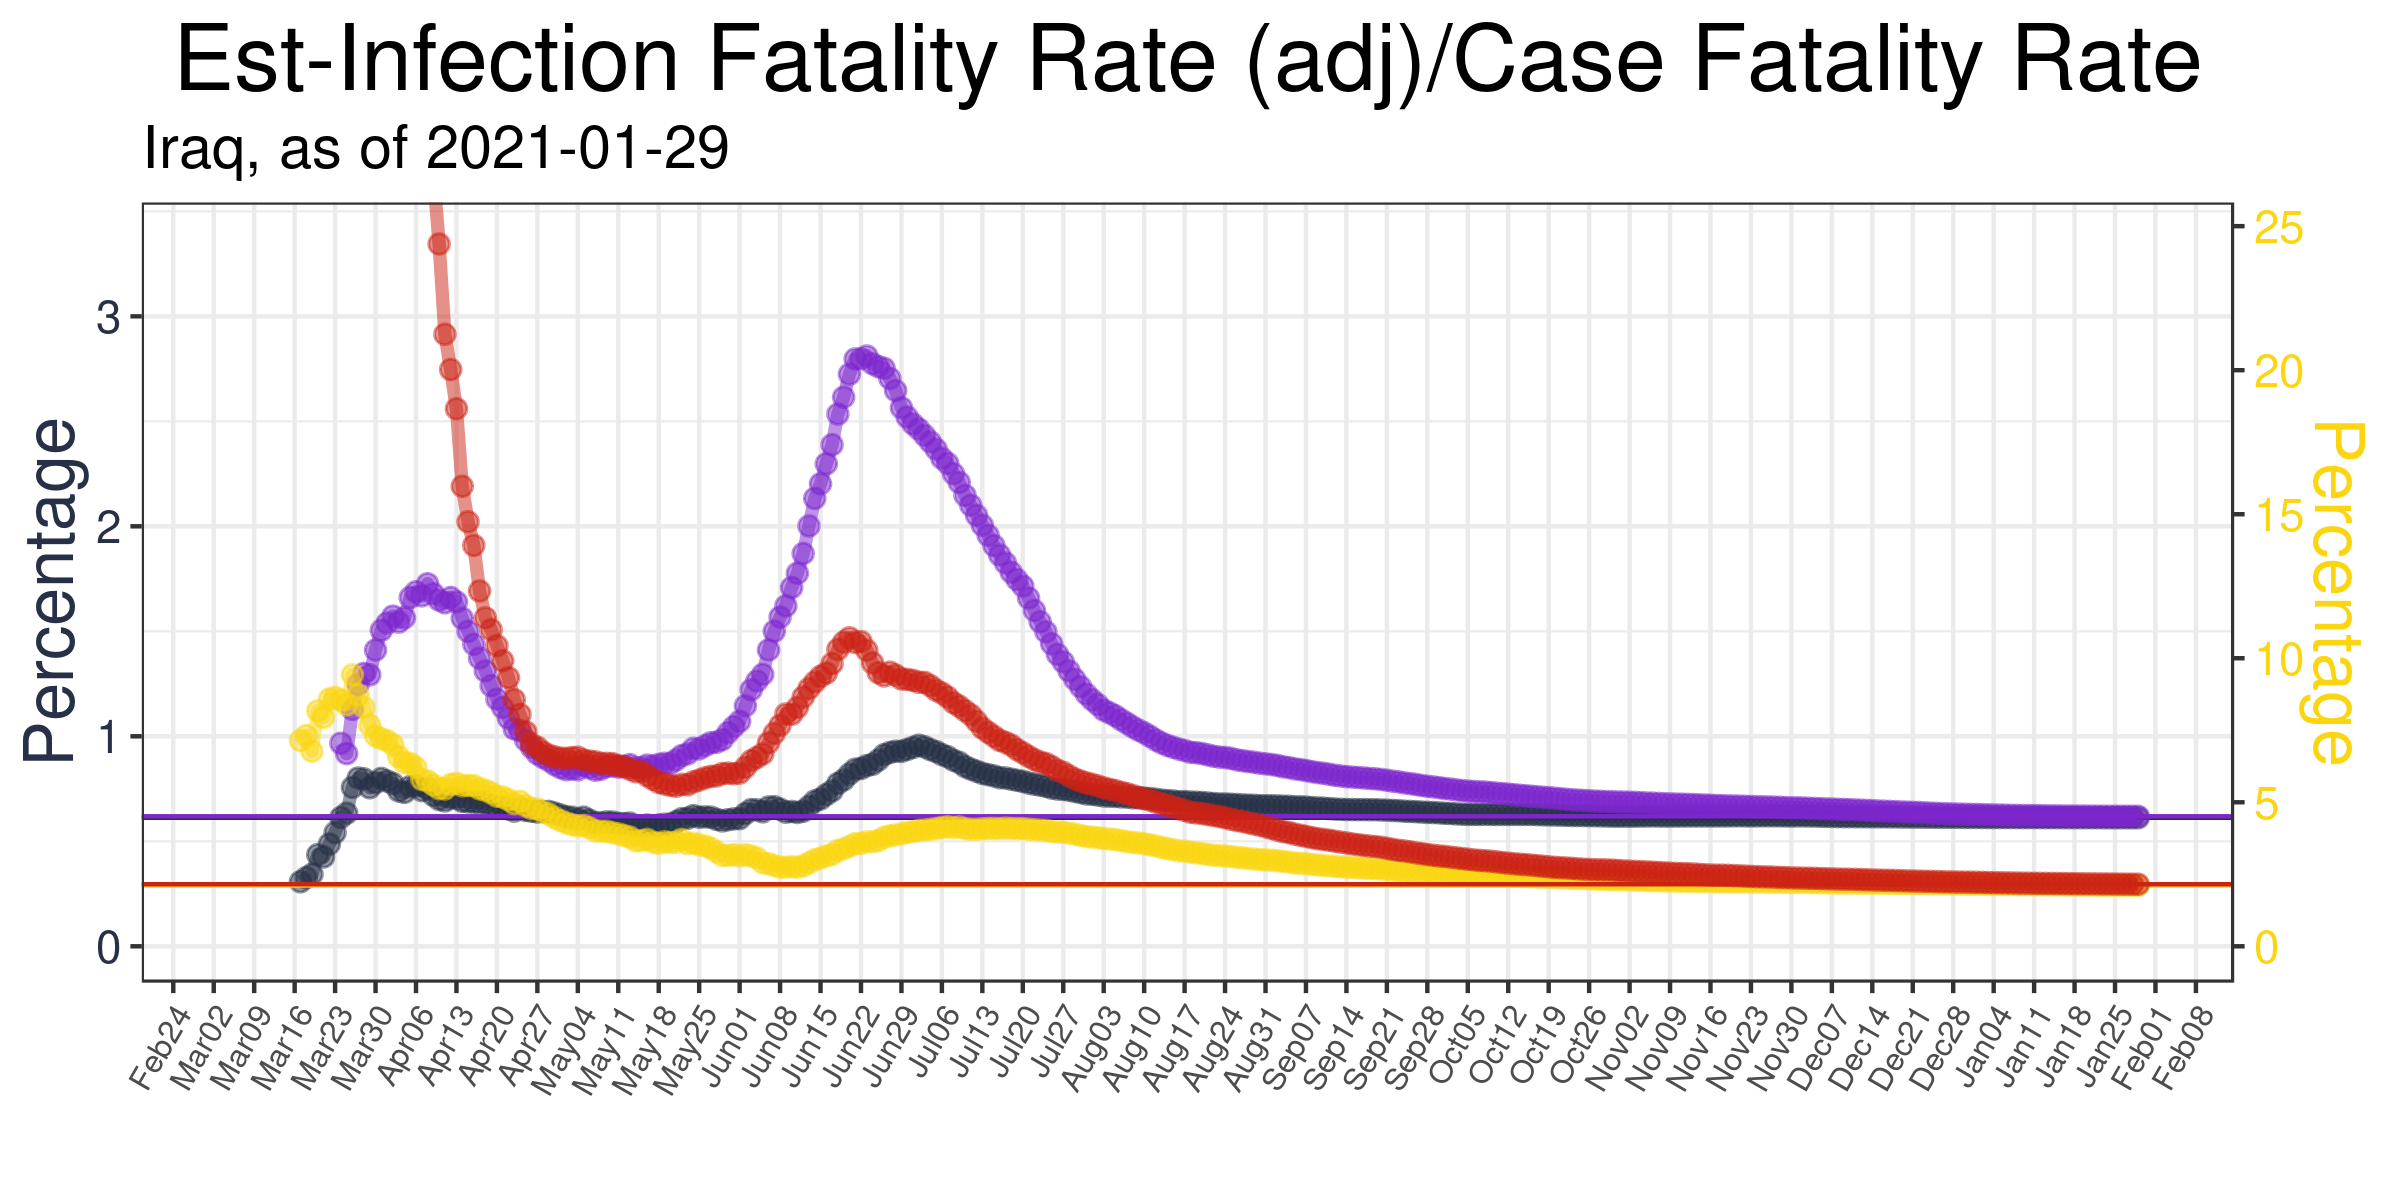 Est-Infection Fatality Rate (adj)/Case Fatality Rate
Iraq, as of 2021-01-29
Percentage
3
2
1
0
25
20
15
10
5
0
Percentage
Feb24
Mar02
Mar09
Mar16
Mar23
Mar30
Apr06
Apr13
Apr20
Apr27
May04
May11
May18
May25
Jun01
Jun08
Jun15
Jun22
Jun29
Jul06
Jul13
Jul20
Jul27
Aug03
Aug10
Aug17
Aug24
Aug31
Sep07
Sep14
Sep21
Sep28
Oct05
Oct12
Oct19
Oct26
Nov02
Nov09
Nov16
Nov23
Nov30
Dec07
Dec14
Dec21
Dec28
Jan04
Jan11
Jan18
Jan25
Feb01
Feb08